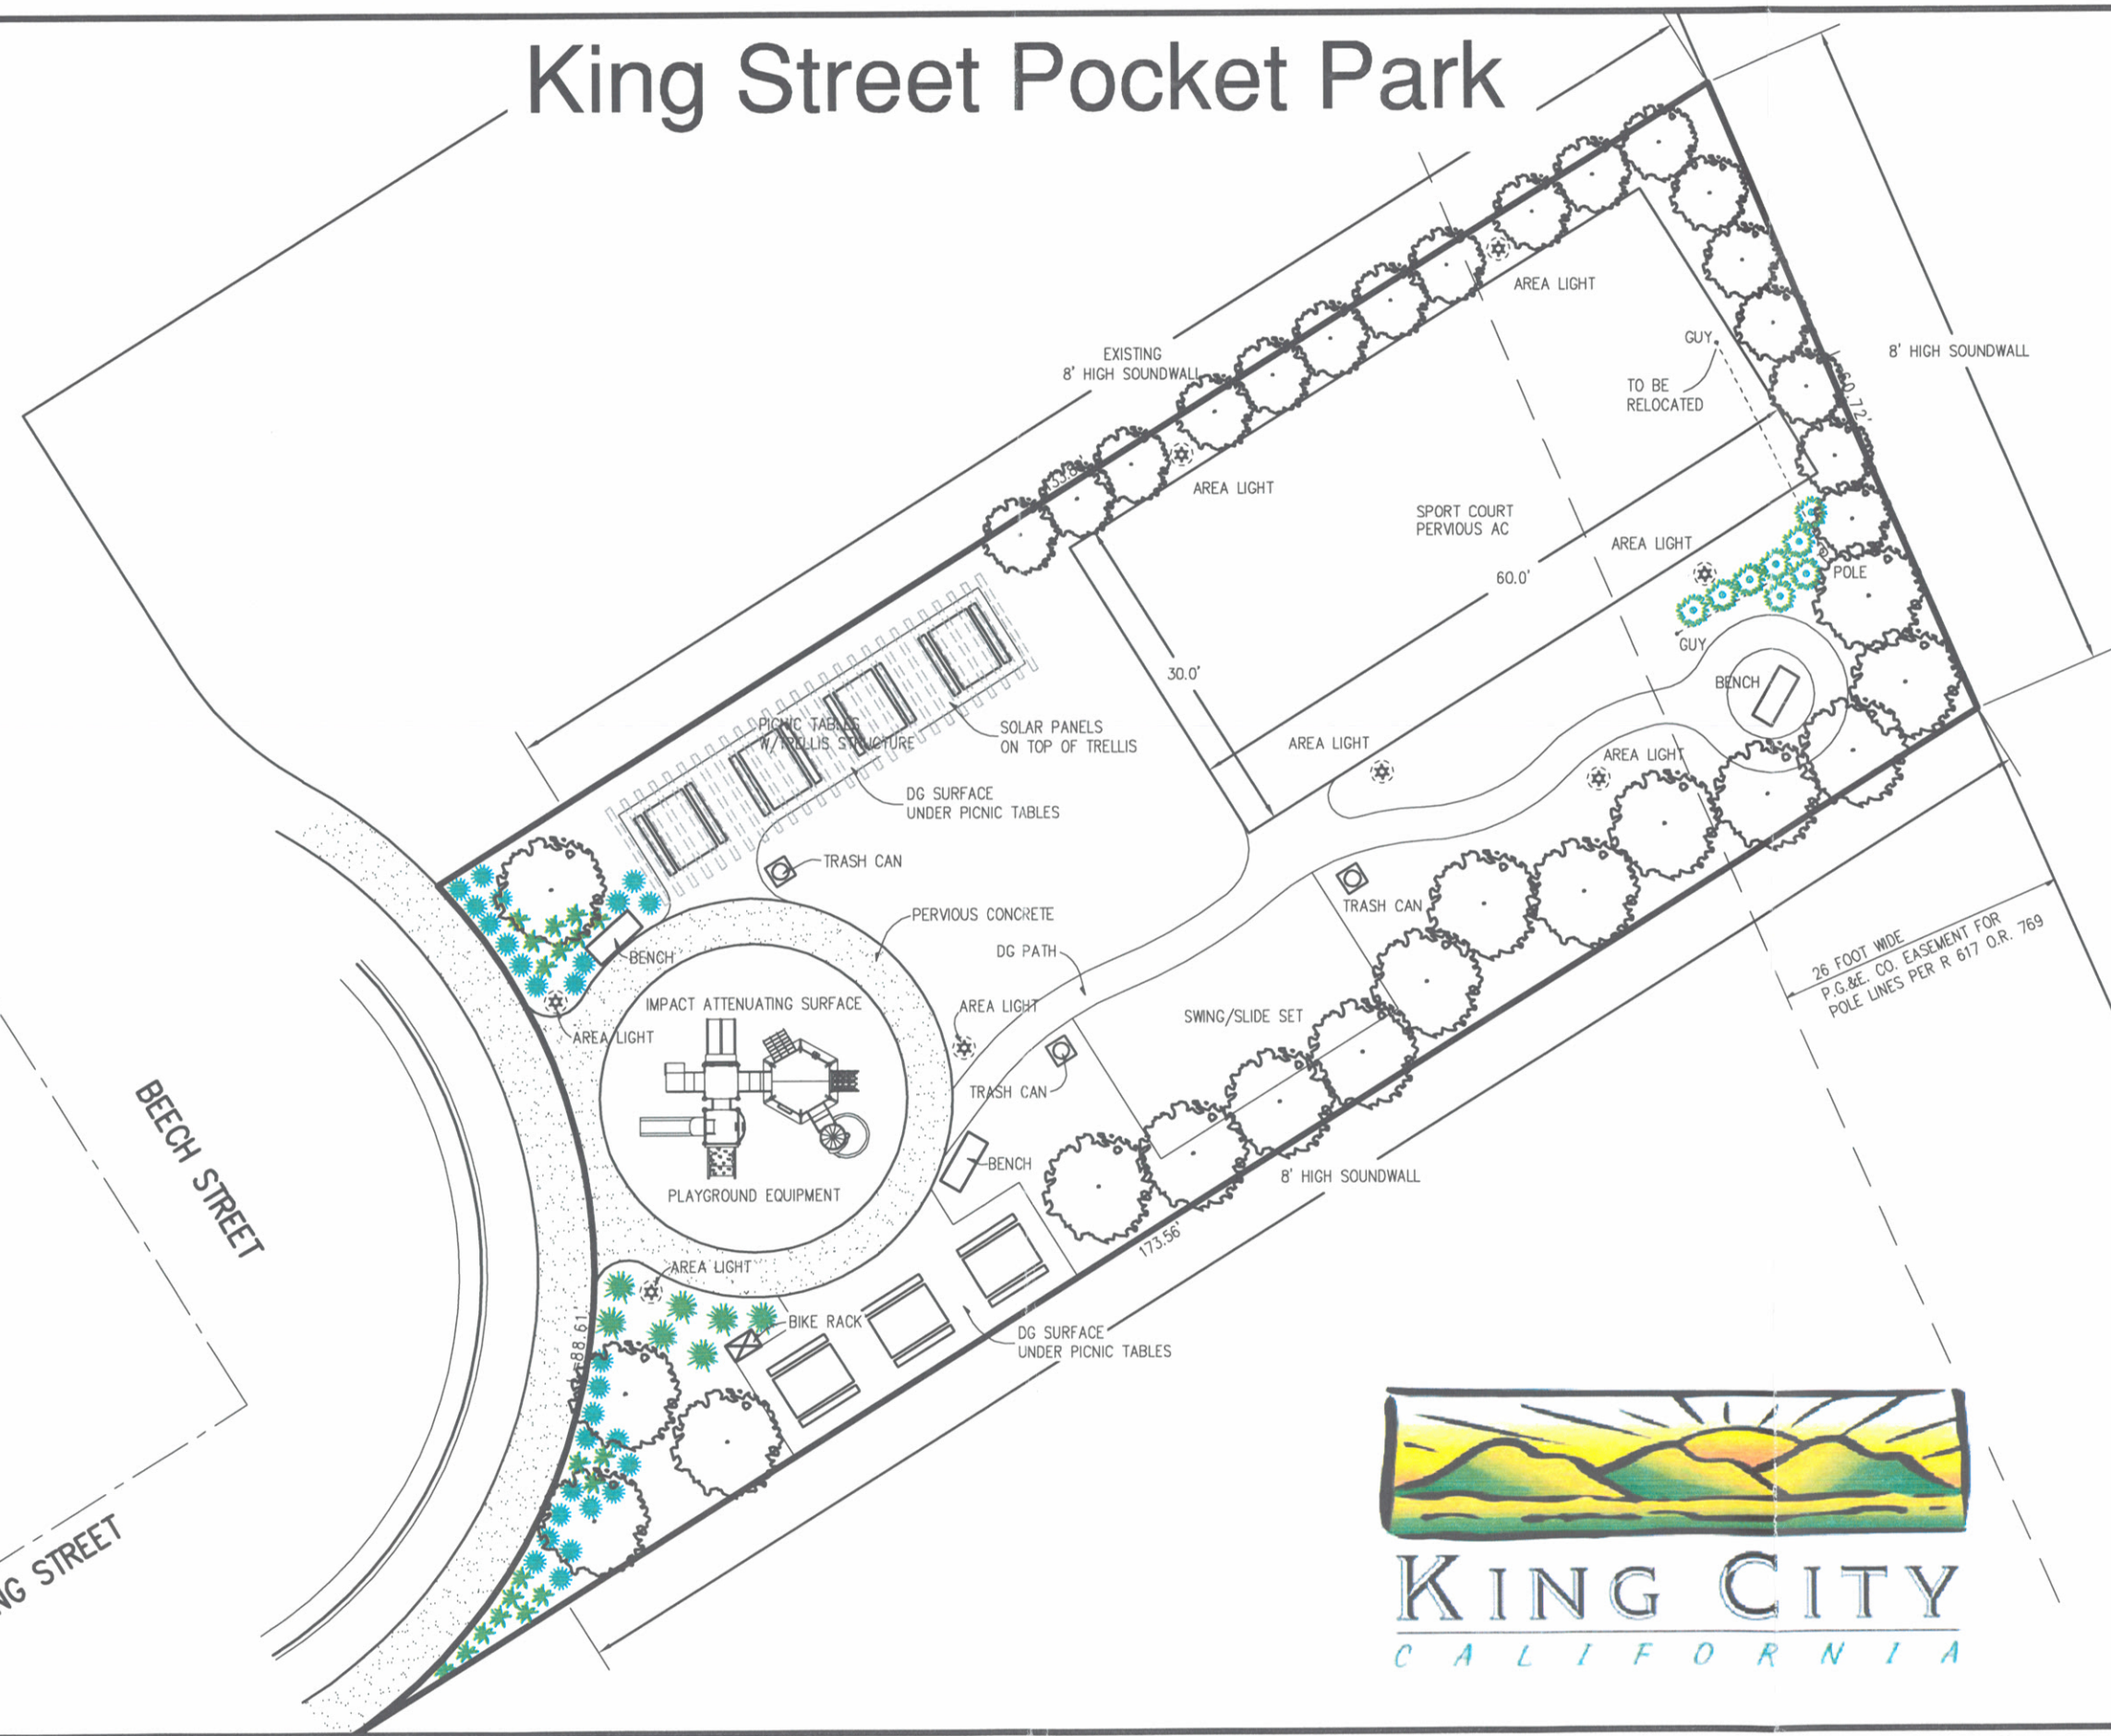 King Street Pocket Park
AREA LIGHT
GUY
8' HIGH SOUNDWALL
EXISTING
8' HIGH SOUNDWALL
TO BE
RELOCATED
60.72'
AREA LIGHT
SPORT COURT
PERVIOUS AC
AREA LIGHT
POLE
60.0'
GUY
30.0'
BENCH
PICNIC TABLES
W/TRELLIS STRUCTURE
SOLAR PANELS
ON TOP OF TRELLIS
AREA LIGHT
AREA LIGHT
DG SURFACE
UNDER PICNIC TABLES
TRASH CAN
TRASH CAN
PERVIOUS CONCRETE
DG PATH
BENCH
26 FOOT WIDE
P.G.&E. CO. EASEMENT FOR
POLE LINES PER R 617 O.R. 769
IMPACT ATTENUATING SURFACE
AREA LIGHT
SWING/SLIDE SET
AREA LIGHT
TRASH CAN
BEECH STREET
BENCH
8' HIGH SOUNDWALL
PLAYGROUND EQUIPMENT
173.56'
AREA LIGHT
BIKE RACK
88.61'
DG SURFACE
UNDER PICNIC TABLES
NG STREET
KING CITY
CALIFORNIA